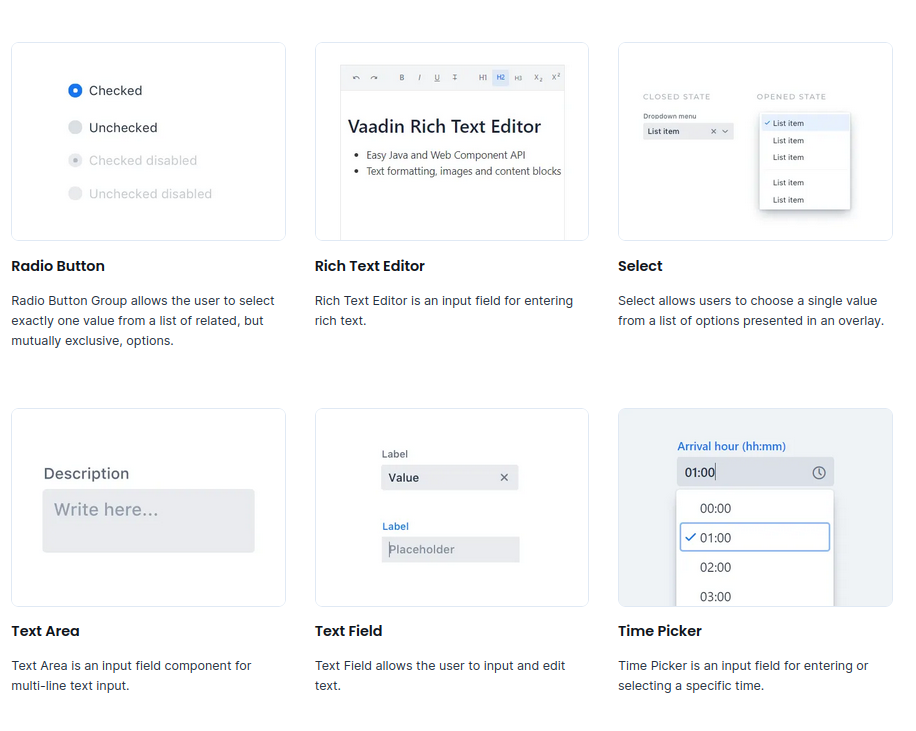 Checked
Unchecked
Checked disabled
Unchecked disabled
Radio Button
Radio Button Group allows the user to select
exactly one value from a list of related, but
mutually exclusive, options.
B I U T H1 H2 H3 X2 X2
Vaadin Rich Text Editor
• Easy Java and Web Component API
• Text formatting, images and content blocks
Rich Text Editor
Rich Text Editor is an input field for entering
rich text.
CLOSED STATE
Dropdown menu
List item
OPENED STATE
List item
List item
List item
List item
List item
Select
Select allows users to choose a single value
from a list of options presented in an overlay.
Description
Write here...
Text Area
Text Area is an input field component for
multi-line text input.
Label
Value
Label
Placeholder
Text Field
Text Field allows the user to input and edit
text.
Arrival hour (hh:mm)
01:00
00:00
01:00
02:00
03:00
Time Picker
Time Picker is an input field for entering or
selecting a specific time.